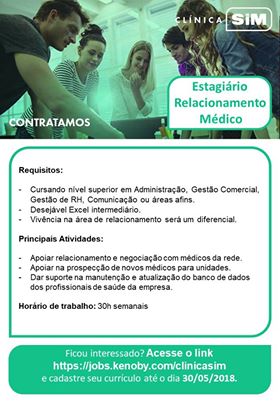 CLÍNICA SiM
Estagiário
Relacionamento
Médico
CONTRATAMOS
Requisitos:
- Cursando nível superior em Administração, Gestão Comercial,
Gestão de RH, Comunicação ou áreas afins.
- Desejável Excel intermediário.
- Vivência na área de relacionamento será um diferencial.
Principais Atividades:
- Apoiar relacionamento e negociação com médicos da rede.
- Apoiar na prospecção de novos médicos para unidades.
- Dar suporte na manutenção e atualização do banco de dados
dos profissionais de saúde da empresa.
Horário de trabalho: 30h semanais
Ficou interessado? Acesse o link
https://jobs.kenoby.com/clinicasim
e cadastre seu currículo até o dia 30/05/2018.